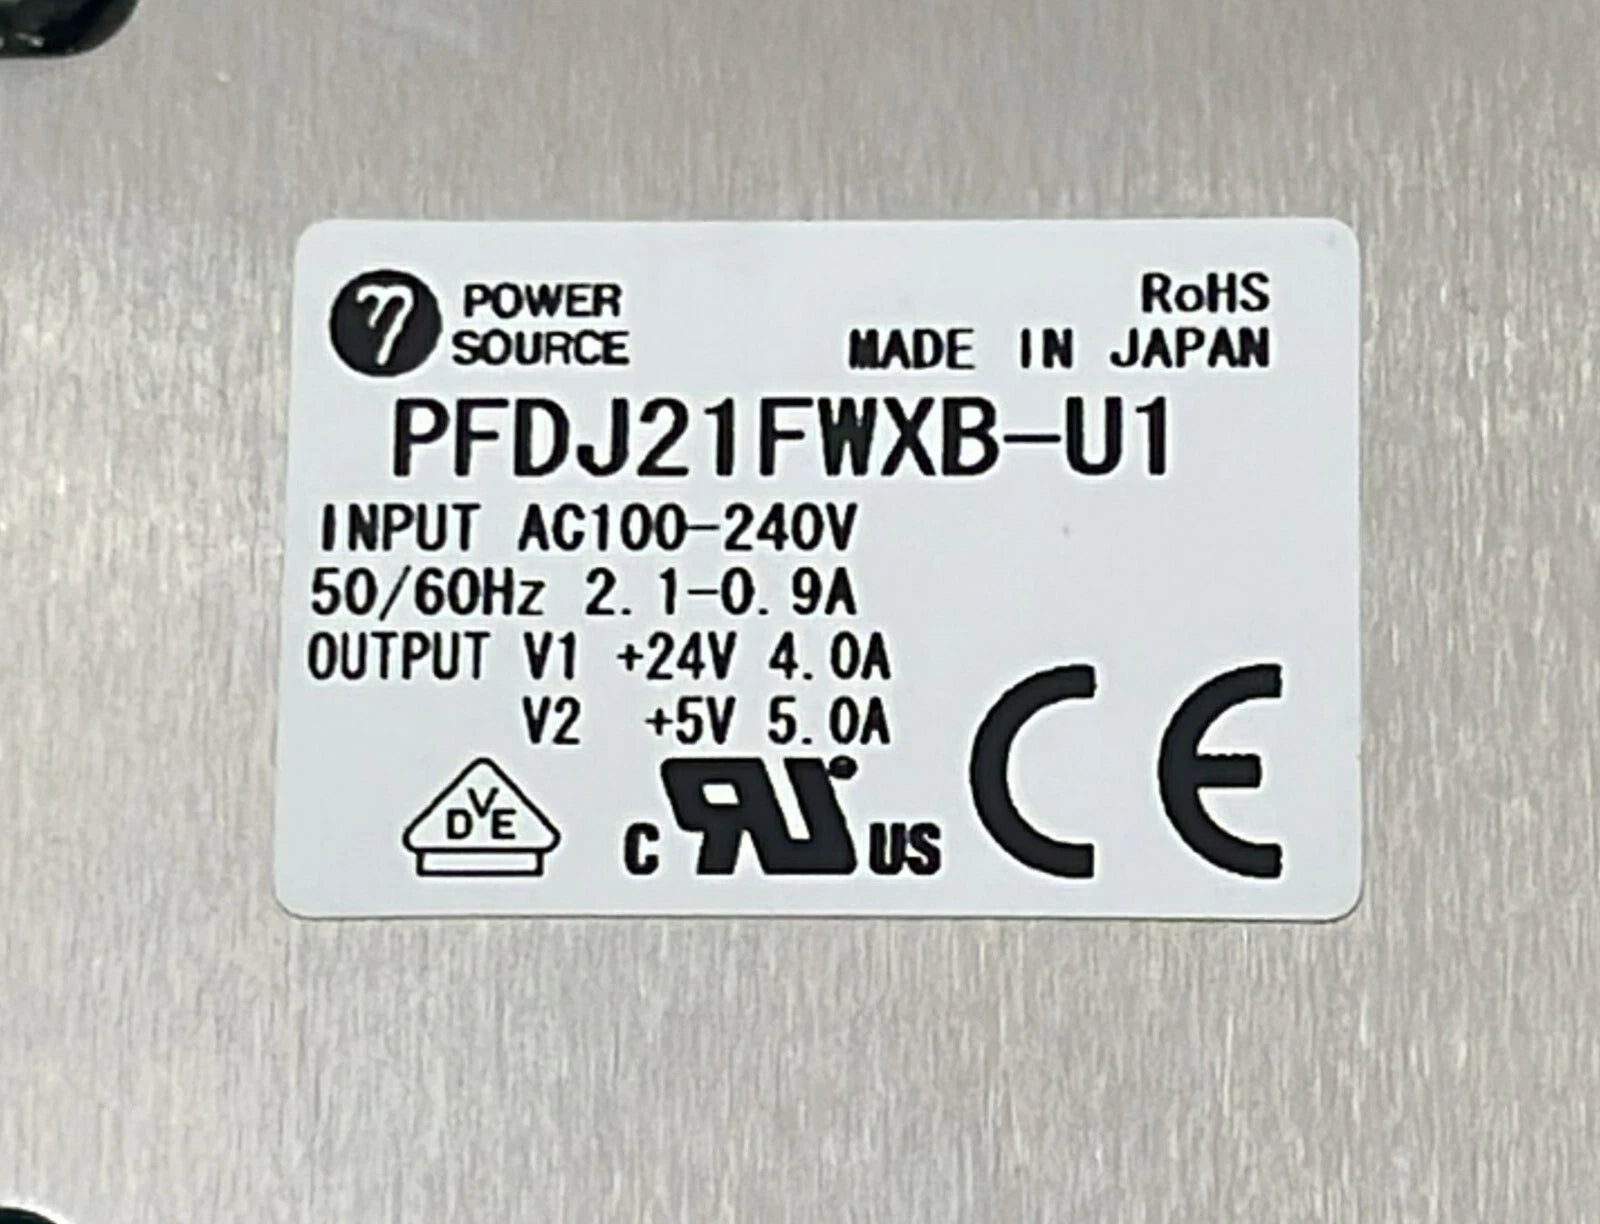 η POWER
SOURCE
RoHS
MADE IN JAPAN
PFDJ21FWXB-U1
INPUT AC100-240V
50/60Hz 2.1-0.9A
OUTPUT V1 +24V 4.0A
V2 +5V 5.0A
DVE
C RU US
CE